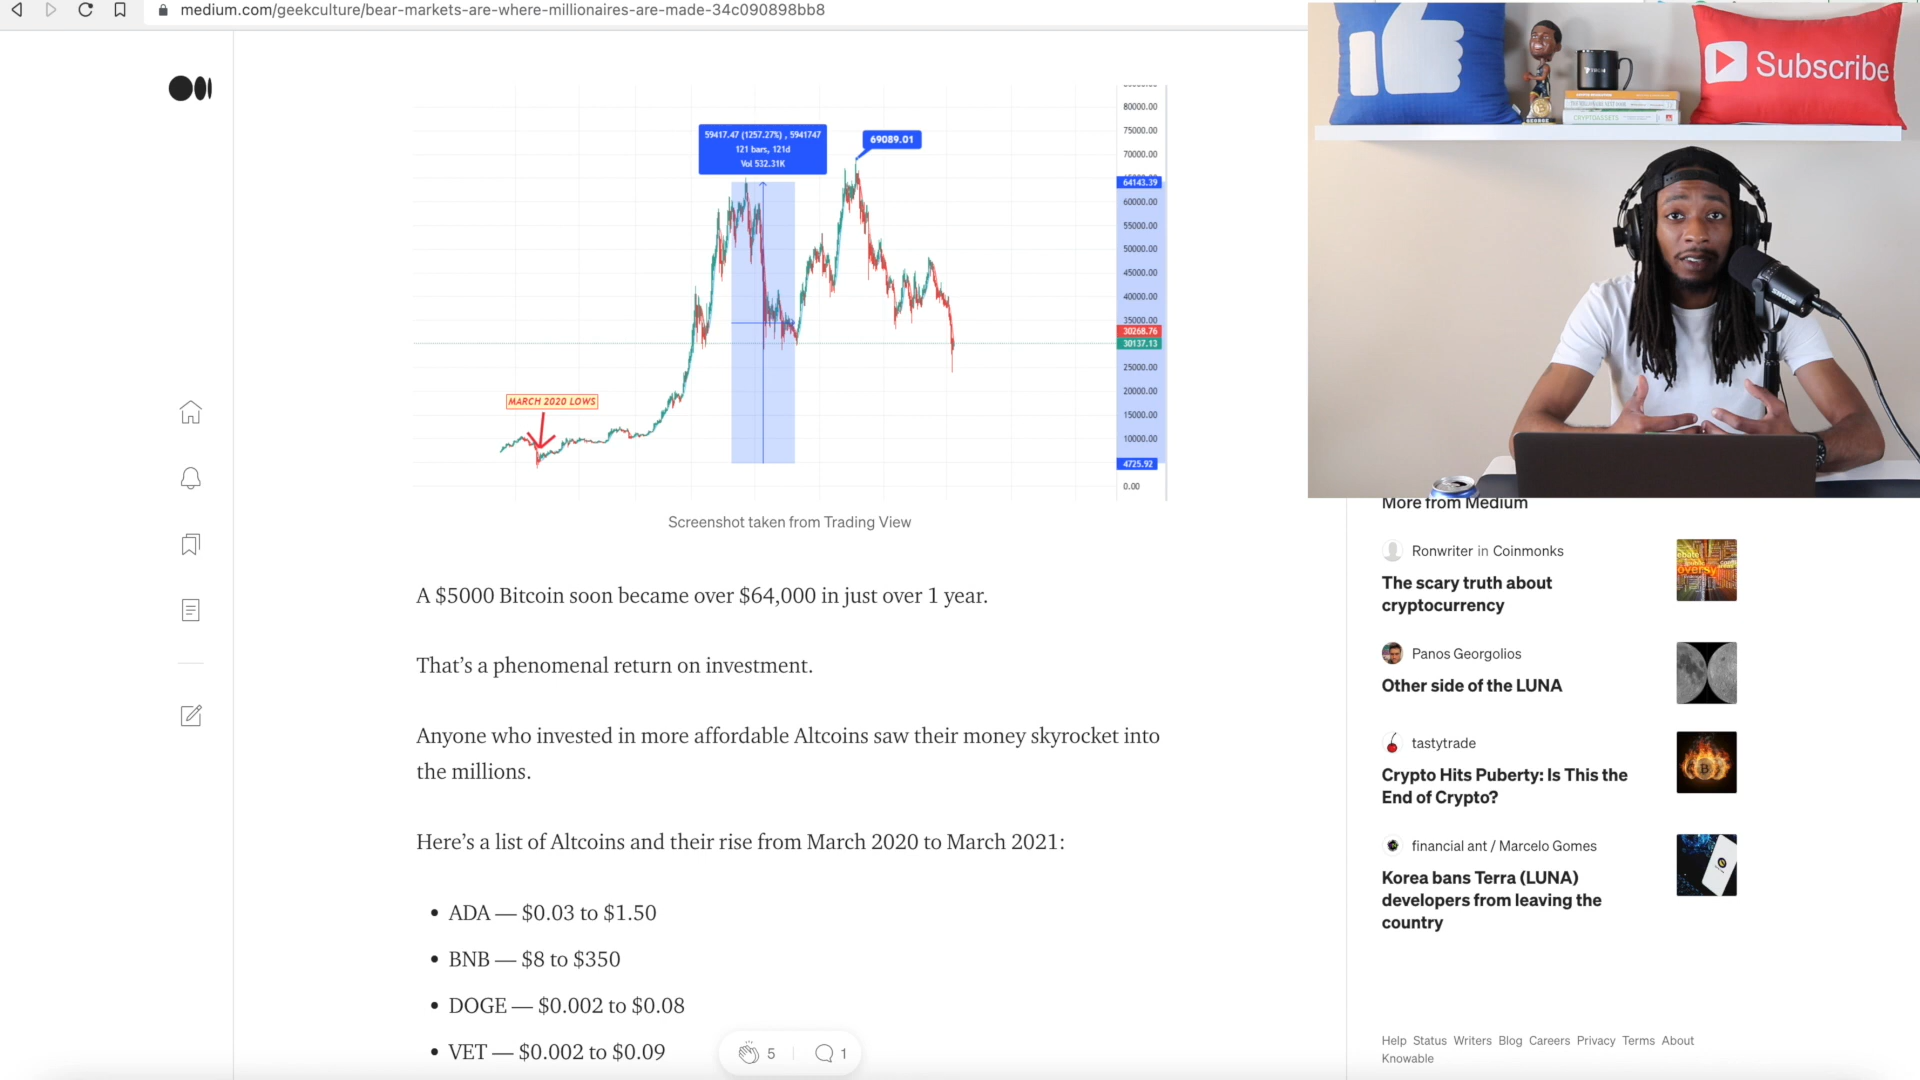 medium.com/geekculture/bear-markets-are-where-millionaires-are-made-34c090898bb8
80000.00
75000.00
70000.00
64143.39
60000.00
55000.00
50000.00
45000.00
40000.00
35000.00
30268.76
30137.13
25000.00
20000.00
15000.00
10000.00
4725.92
0.00
59417.47 (1257.27%) , 5941747
121 bars, 121d
Vol 532.31K
69089.01
MARCH 2020 LOWS
Screenshot taken from Trading View
A $5000 Bitcoin soon became over $64,000 in just over 1 year.
That’s a phenomenal return on investment.
Anyone who invested in more affordable Altcoins saw their money skyrocket into
the millions.
Here’s a list of Altcoins and their rise from March 2020 to March 2021:
• ADA — $0.03 to $1.50
• BNB — $8 to $350
• DOGE — $0.002 to $0.08
• VET — $0.002 to $0.09
5
1
Subscribe
GEORGE
CRYPTOASSETS
More from Medium
Ronwriter in Coinmonks
The scary truth about
cryptocurrency
Panos Georgolios
Other side of the LUNA
tastytrade
Crypto Hits Puberty: Is This the
End of Crypto?
financial ant / Marcelo Gomes
Korea bans Terra (LUNA)
developers from leaving the
country
Help Status Writers Blog Careers Privacy Terms About
Knowable